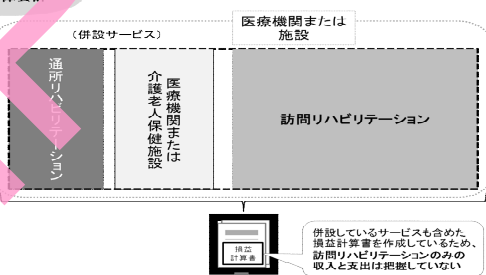 医療機関または
施設
(併設サービス)
通所リハビリテーション
医療機関または
介護老人保健施設
訪問リハビリテーション
損益
計算書
併設しているサービスも含めた
損益計算書を作成しているため、
訪問リハビリテーションのみの
収入と支出は把握していない